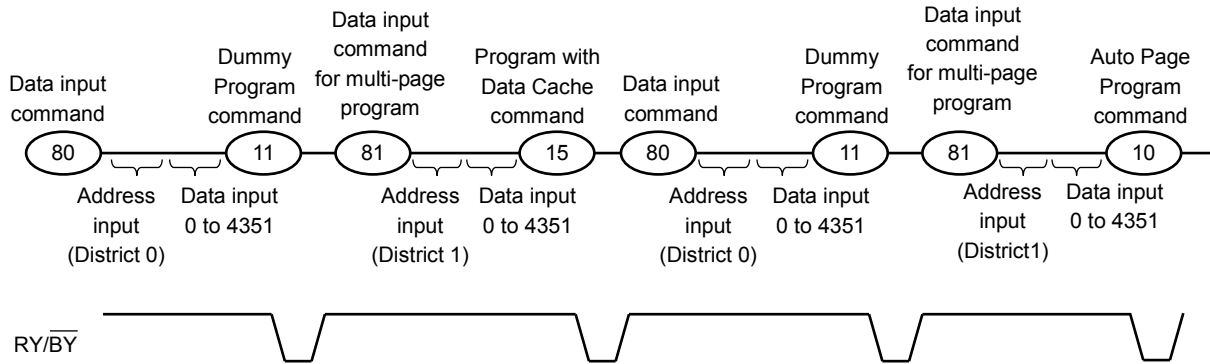 Data input
command
Dummy
Program
command
Data input
command
for multi-page
program
Program with
Data Cache
command
Data input
command
Dummy
Program
command
Data input
command
for multi-page
program
Auto Page
Program
command
80
11
81
15
80
11
81
10
Address
input
(District 0)
Data input
0 to 4351
Address
input
(District 1)
Data input
0 to 4351
Address
input
(District 0)
Data input
0 to 4351
Address
input
(District1)
Data input
0 to 4351
RY/B̅Y̅